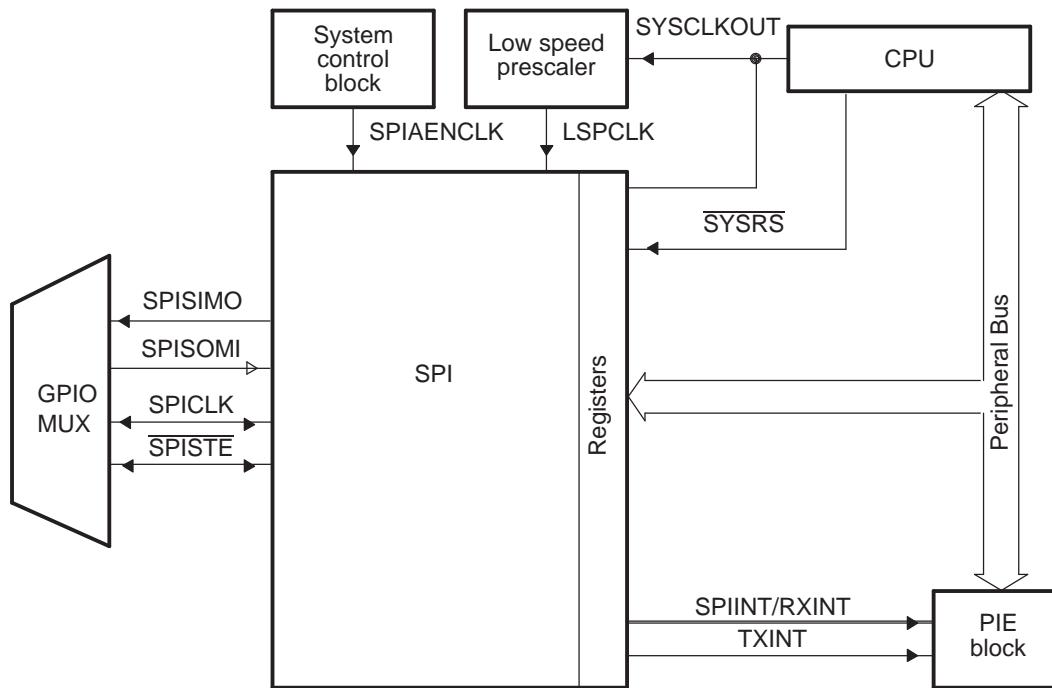 System
control
block
Low speed
prescaler
SYSCLKOUT
CPU
SPIAENCLK
LSPCLK
SYSRS
SPISIMO
SPISOMI
SPICLK
SPISTE
GPIO
MUX
SPI
Registers
Peripheral Bus
SPIINT/RXINT
TXINT
PIE
block